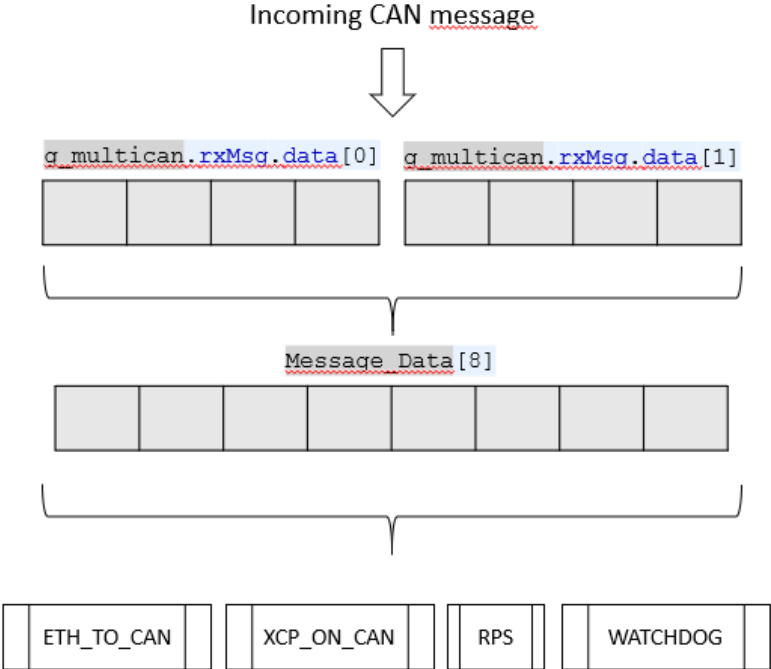 Incoming CAN message
g_multican.rxMsg.data[0] g_multican.rxMsg.data[1]
Message_Data[8]
ETH_TO_CAN XCP_ON_CAN RPS WATCHDOG